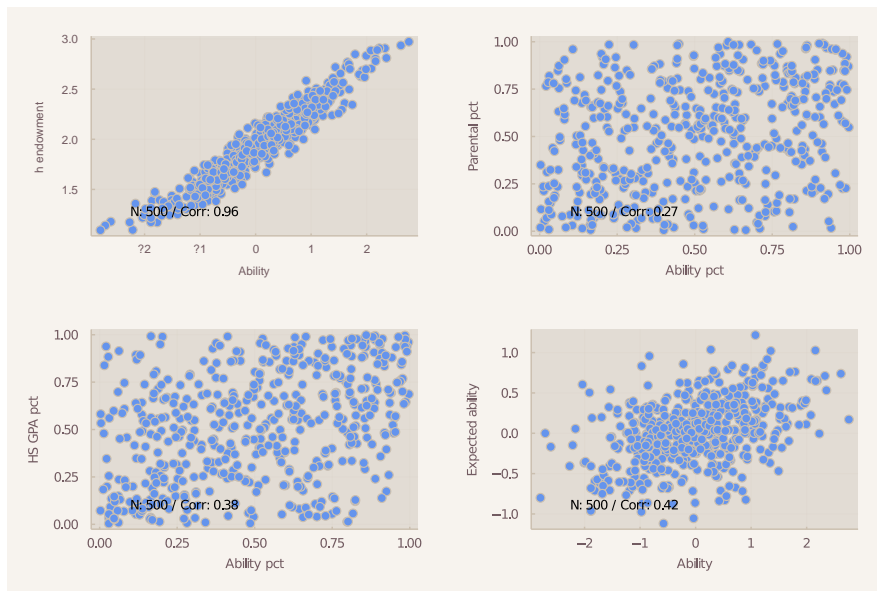 3.0
2.5
2.0
1.5
h endowment
N: 500 / Corr: 0.96
?2 ?1 0 1 2
Ability
1.00
0.75
0.50
0.25
0.00
Parental pct
N: 500 / Corr: 0.27
0.00 0.25 0.50 0.75 1.00
Ability pct
1.00
0.75
0.50
0.25
0.00
HS GPA pct
N: 500 / Corr: 0.38
0.00 0.25 0.50 0.75 1.00
Ability pct
1.0
0.5
0.0
−0.5
−1.0
Expected ability
N: 500 / Corr: 0.42
−2 −1 0 1 2
Ability